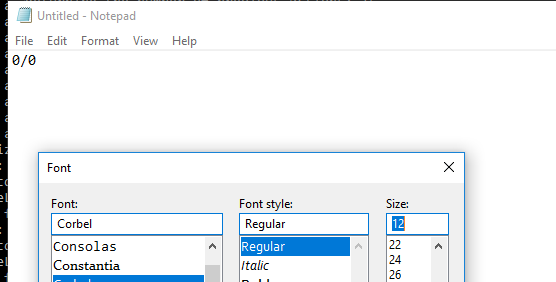 Untitled - Notepad
File Edit Format View Help
0/0
Font
Font: Font style: Size:
Corbel Regular 12
Consolas Regular 22
Constantia Italic 24
26